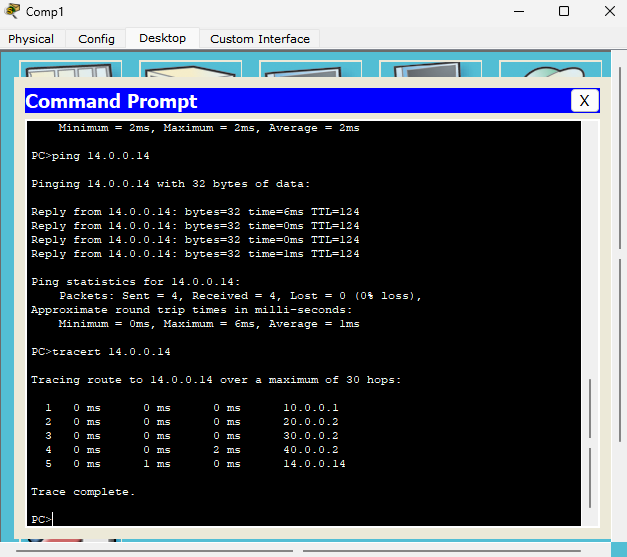 Comp1
Physical Config Desktop Custom Interface
Command Prompt X
Minimum = 2ms, Maximum = 2ms, Average = 2ms
PC>ping 14.0.0.14
Pinging 14.0.0.14 with 32 bytes of data:
Reply from 14.0.0.14: bytes=32 time=6ms TTL=124
Reply from 14.0.0.14: bytes=32 time=0ms TTL=124
Reply from 14.0.0.14: bytes=32 time=0ms TTL=124
Reply from 14.0.0.14: bytes=32 time=1ms TTL=124
Ping statistics for 14.0.0.14:
Packets: Sent = 4, Received = 4, Lost = 0 (0% loss),
Approximate round trip times in milli-seconds:
Minimum = 0ms, Maximum = 6ms, Average = 1ms
PC>tracert 14.0.0.14
Tracing route to 14.0.0.14 over a maximum of 30 hops:
1 0 ms 0 ms 0 ms 10.0.0.1
2 0 ms 0 ms 0 ms 20.0.0.2
3 0 ms 0 ms 0 ms 30.0.0.2
4 0 ms 0 ms 2 ms 40.0.0.2
5 0 ms 1 ms 0 ms 14.0.0.14
Trace complete.
PC>